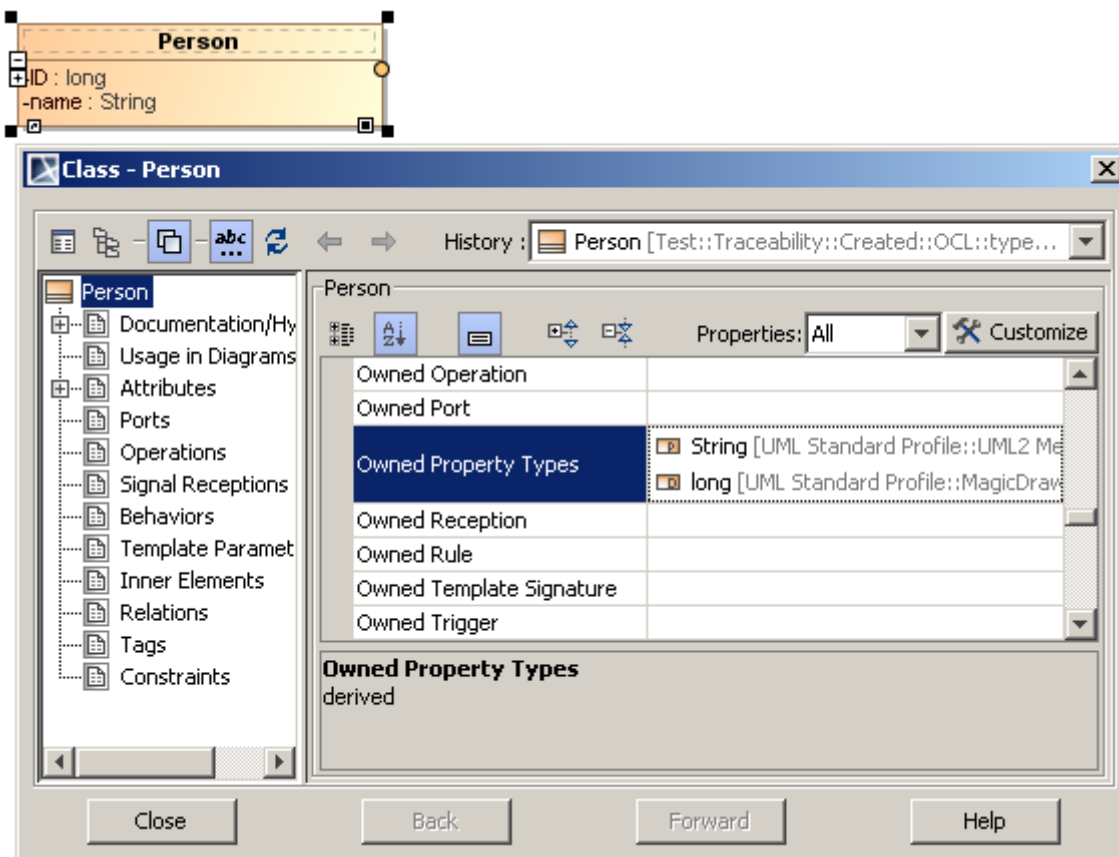 Person
-ID : long
-name : String
Class - Person
abc
...
History : Person [Test::Traceability::Created::OCL::type...
Person
Documentation/Hy
Usage in Diagrams
Attributes
Ports
Operations
Signal Receptions
Behaviors
Template Paramet
Inner Elements
Relations
Tags
Constraints
Person
Properties: All Customize
Owned Operation
Owned Port
Owned Property Types
String [UML Standard Profile::UML2 Me
long [UML Standard Profile::MagicDraw
Owned Reception
Owned Rule
Owned Template Signature
Owned Trigger
Owned Property Types
derived
Close Back Forward Help